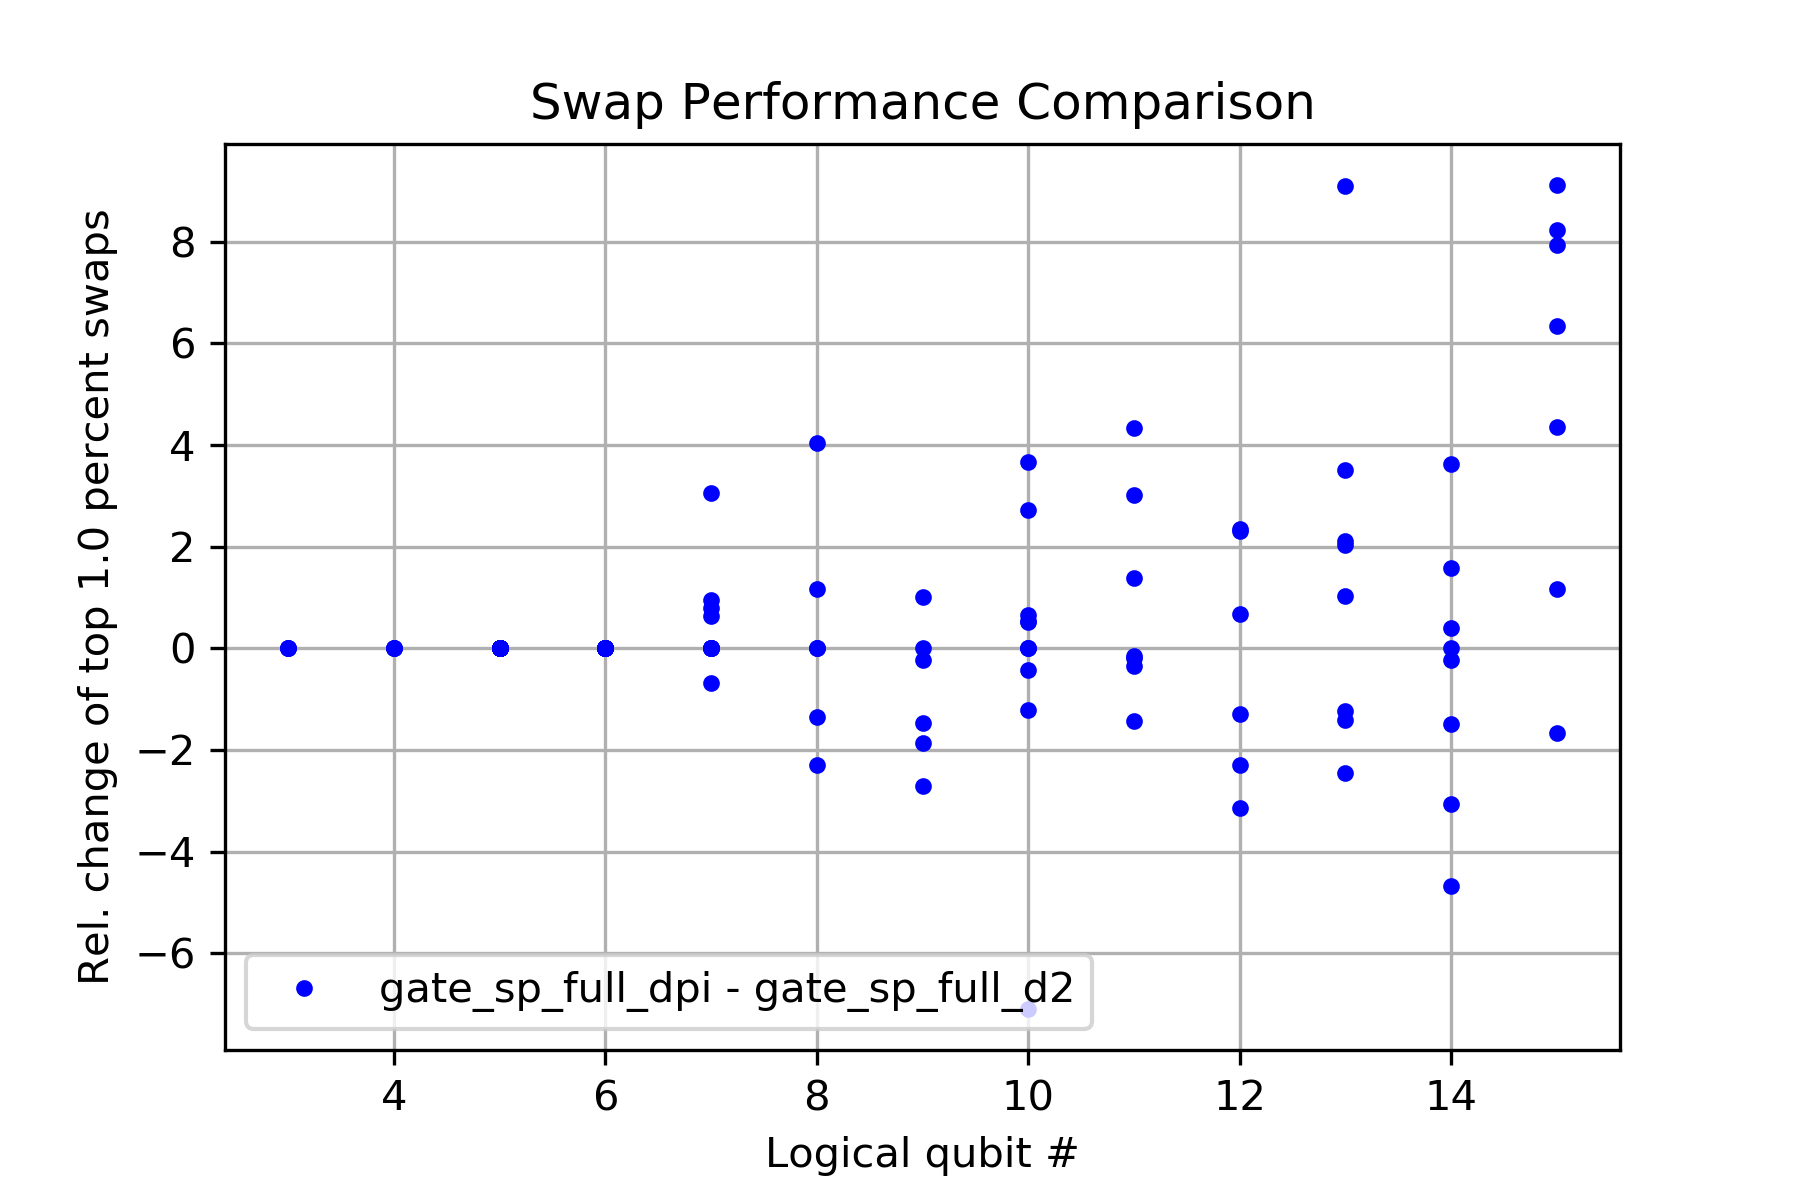 Swap Performance Comparison
Rel. change of top 1.0 percent swaps
8
6
4
2
0
−2
−4
−6
gate_sp_full_dpi - gate_sp_full_d2
4 6 8 10 12 14
Logical qubit #